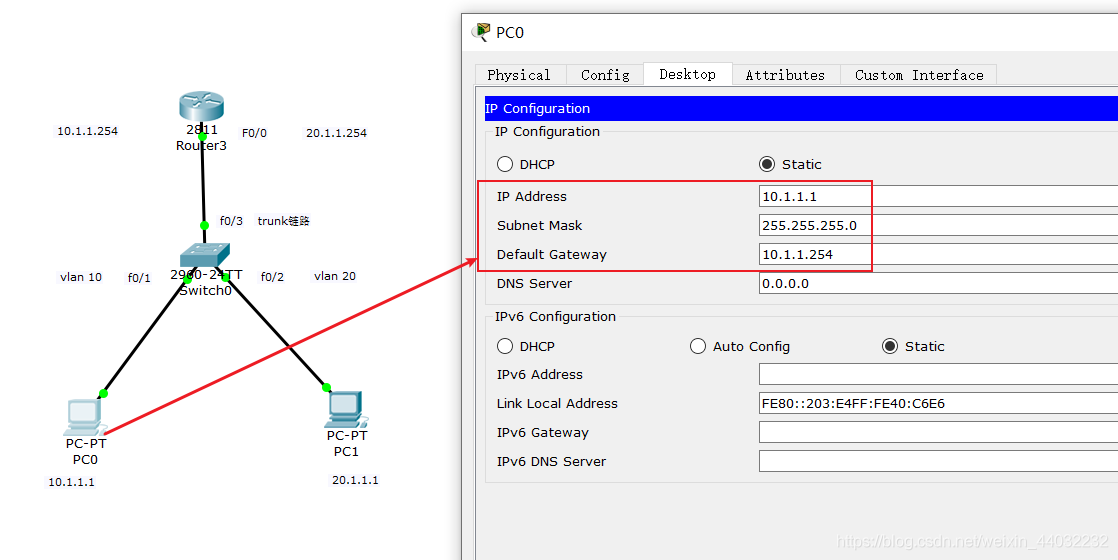 10.1.1.254
2811
Router3
F0/0
20.1.1.254
f0/3
trunk链路
vlan 10
f0/1
2960-24TT
Switch0
f0/2
vlan 20
PC-PT
PC0
10.1.1.1
PC-PT
PC1
20.1.1.1
PC0
Physical Config Desktop Attributes Custom Interface
IP Configuration
IP Configuration
DHCP Static
IP Address 10.1.1.1
Subnet Mask 255.255.255.0
Default Gateway 10.1.1.254
DNS Server 0.0.0.0
IPv6 Configuration
DHCP Auto Config Static
IPv6 Address
Link Local Address FE80::203:E4FF:FE40:C6E6
IPv6 Gateway
IPv6 DNS Server
https://blog.csdn.net/weixin_44032232